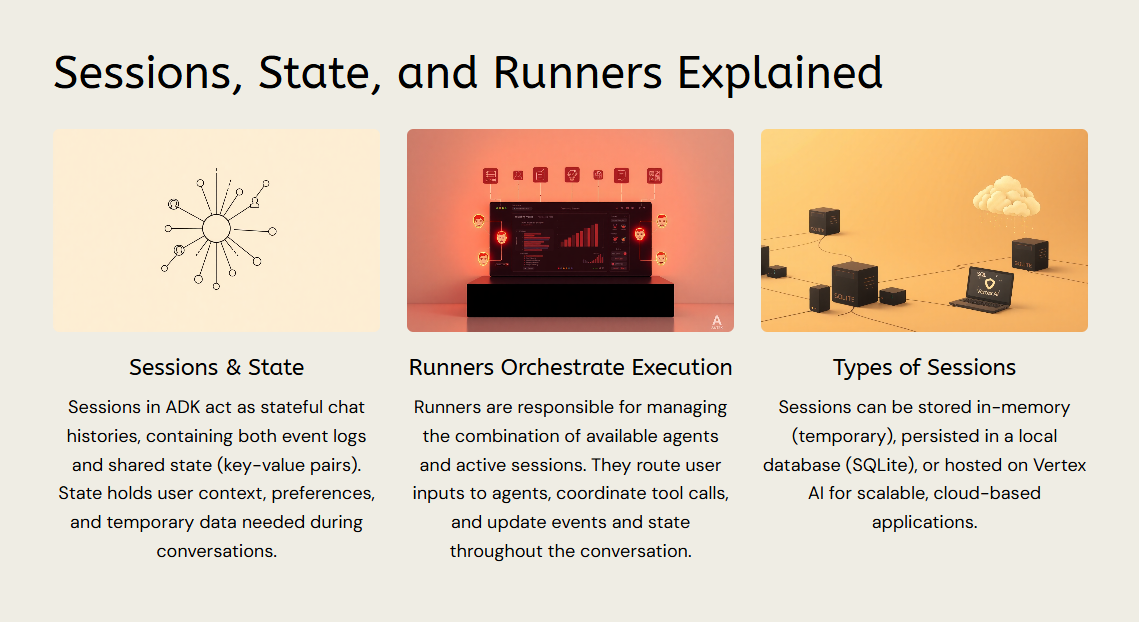 Sessions, State, and Runners Explained
Sessions & State
Sessions in ADK act as stateful chat
histories, containing both event logs
and shared state (key-value pairs).
State holds user context, preferences,
and temporary data needed during
conversations.
Runners Orchestrate Execution
Runners are responsible for managing
the combination of available agents
and active sessions. They route user
inputs to agents, coordinate tool calls,
and update events and state
throughout the conversation.
SQLITE
SQL
Vertex AI
Types of Sessions
Sessions can be stored in-memory
(temporary), persisted in a local
database (SQLite), or hosted on Vertex
AI for scalable, cloud-based
applications.